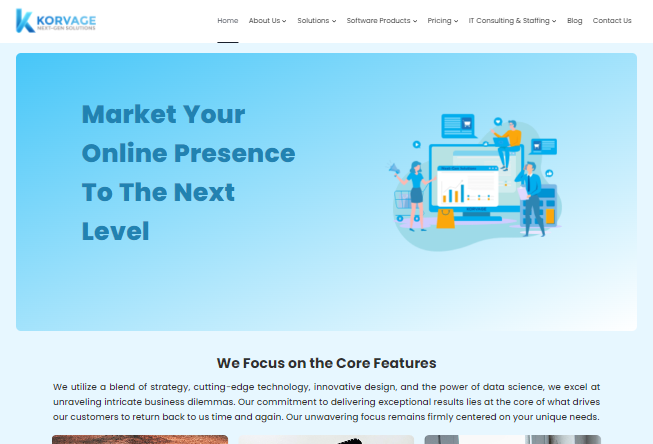 KORVAGE
NEXT-GEN SOLUTIONS
Home About Us Solutions Software Products Pricing IT Consulting & Staffing Blog Contact Us
Market Your
Online Presence
To The Next
Level
We Focus on the Core Features
We utilize a blend of strategy, cutting-edge technology, innovative design, and the power of data science, we excel at
unraveling intricate business dilemmas. Our commitment to delivering exceptional results lies at the core of what drives
our customers to return back to us time and again. Our unwavering focus remains firmly centered on your unique needs.